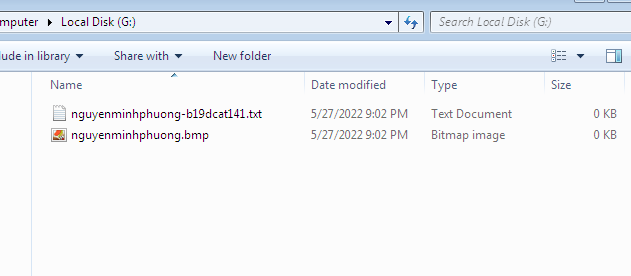 mputer ▸ Local Disk (G:) Search Local Disk (G:)
ude in library Share with New folder
Name Date modified Type Size
nguyenminhphuong-b19dcat141.txt 5/27/2022 9:02 PM Text Document 0 KB
nguyenminhphuong.bmp 5/27/2022 9:02 PM Bitmap image 0 KB